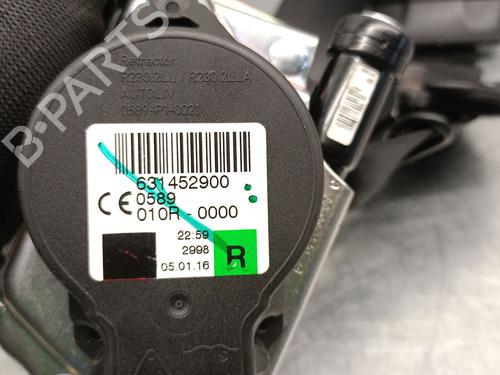 Retractor
R230.2LL / R230.2LLA
AUTOLIV
0589-P1-0021
631452900
CE 0589
010R - 0000
22:59
2998
05.01.16
R
B-PARTS